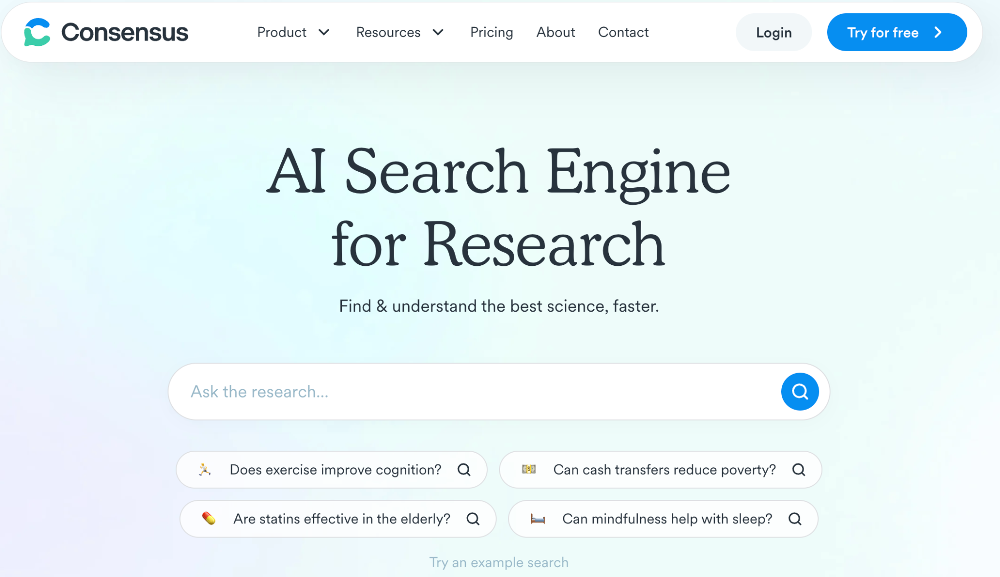 Consensus
Product
Resources
Pricing
About
Contact
Login
Try for free
AI Search Engine
for Research
Find & understand the best science, faster.
Ask the research...
Does exercise improve cognition?
Can cash transfers reduce poverty?
Are statins effective in the elderly?
Can mindfulness help with sleep?
Try an example search